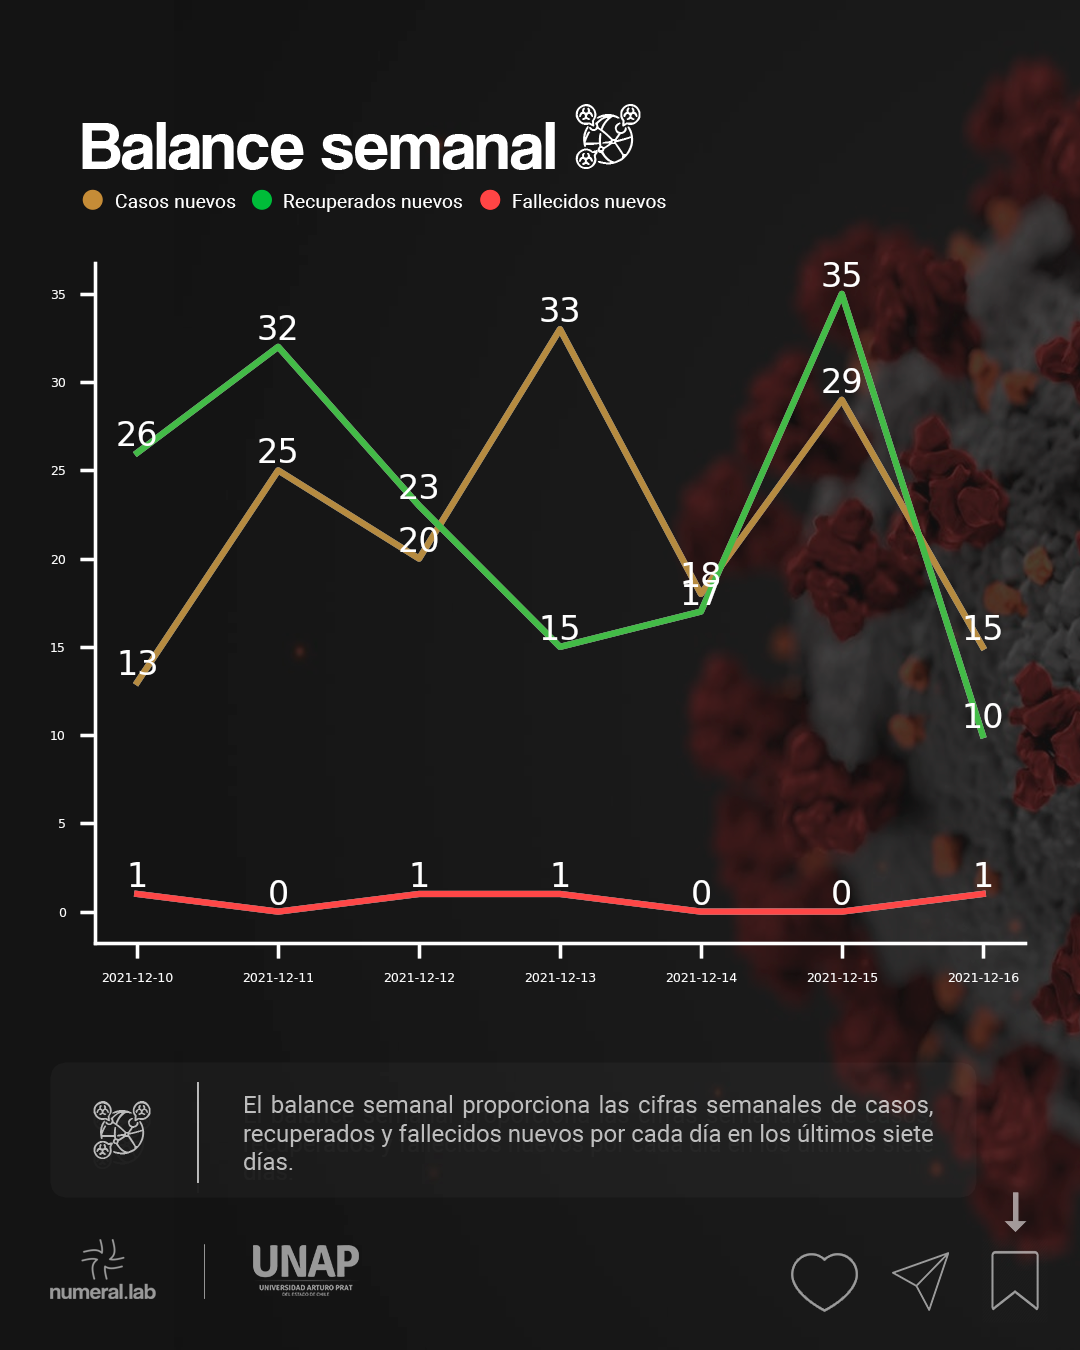 Balance semanal
Casos nuevos Recuperados nuevos Fallecidos nuevos
35
30
25
20
15
10
5
0
26 32 23 15 17 35 10
13 25 20 33 18 29 15
1 0 1 1 0 0 1
2021-12-10 2021-12-11 2021-12-12 2021-12-13 2021-12-14 2021-12-15 2021-12-16
El balance semanal proporciona las cifras semanales de casos,
recuperados y fallecidos nuevos por cada día en los últimos siete
días.
numeral.lab
UNAP
UNIVERSIDAD ARTURO PRAT
DEL ESTADO DE CHILE